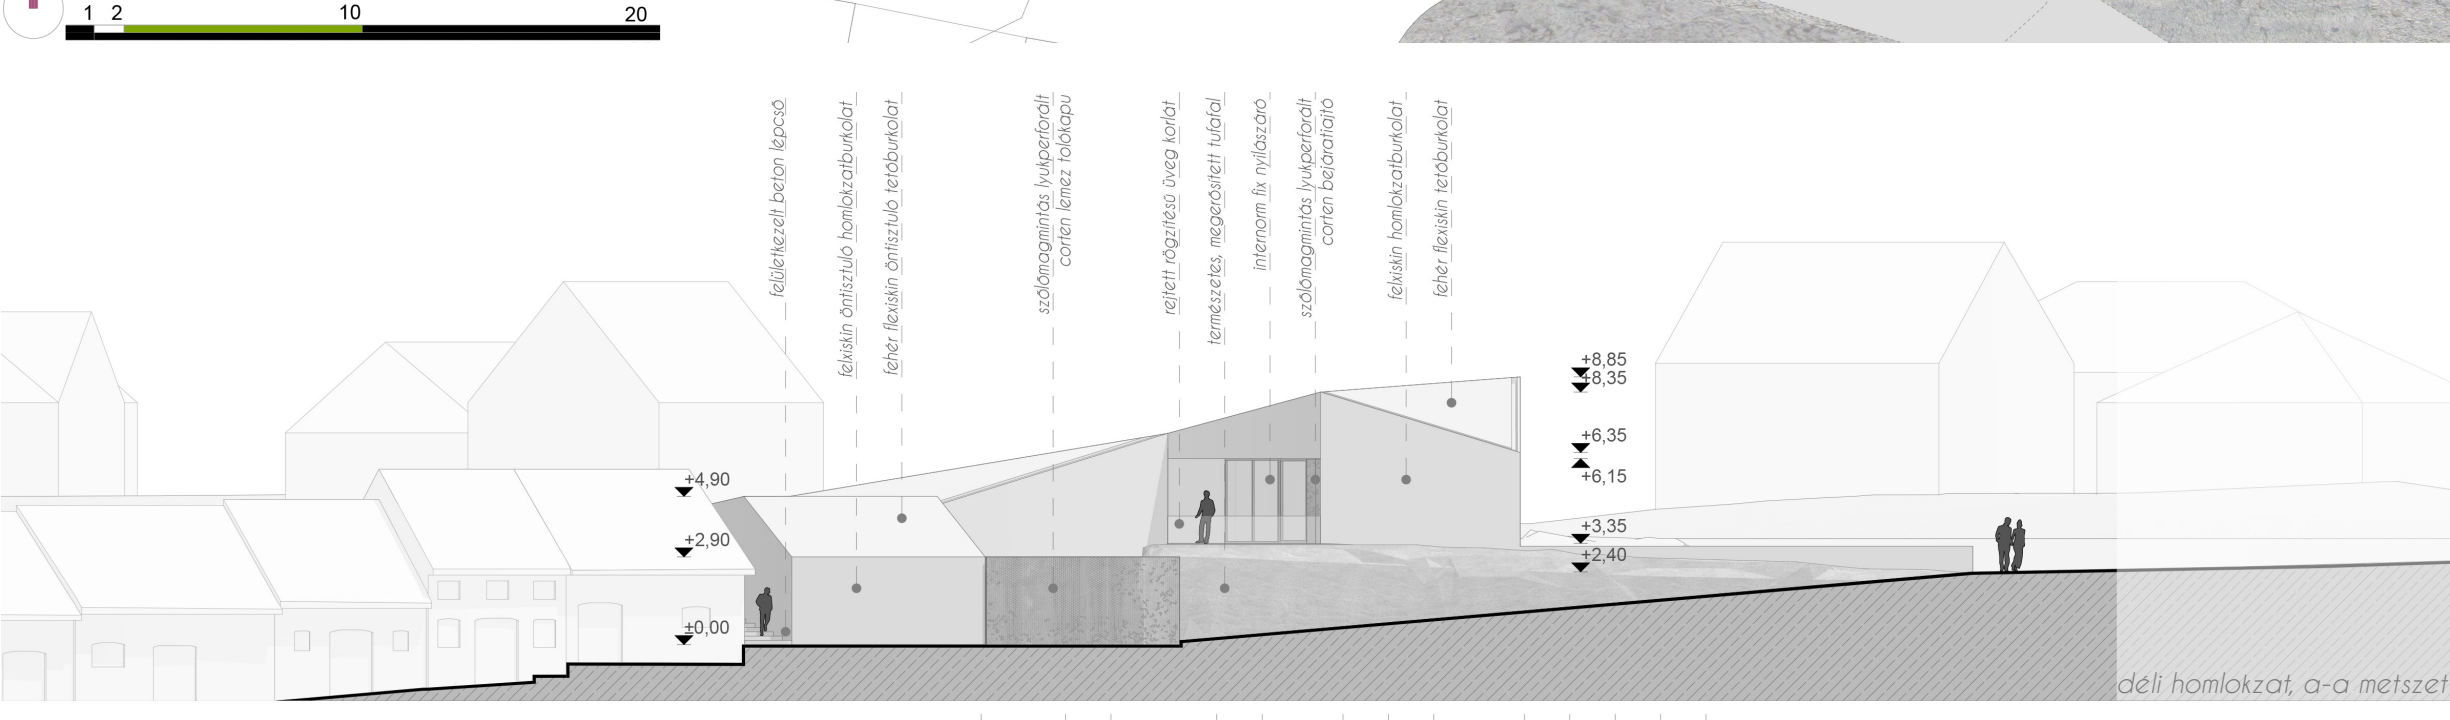 1 2 10 20
felületkezelt beton lépcső
felxiskin öntisztuló homlokzatburkolat
fehér flexiskin öntisztuló tetőburkolat
szőlőmagmintás lyukperforált
corten lemez tolókapu
rejtett rögzítésű üveg korlát
természetes, megerősített tufafal
internorm fix nyílászáró
szőlőmagmintás lyukperforált
corten bejáratiajtó
felxiskin homlokzatburkolat
fehér flexiskin tetőburkolat
+8,85
+8,35
+6,35
+6,15
+4,90
+3,35
+2,90
+2,40
±0,00
déli homlokzat, a-a metszet